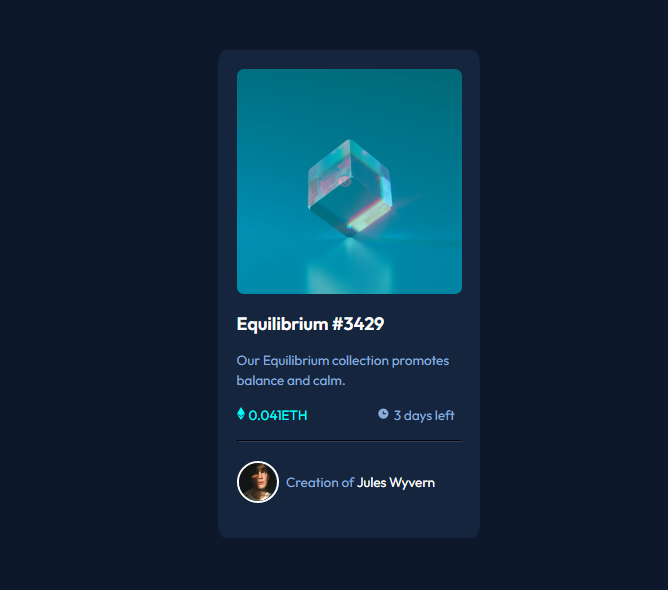 Equilibrium #3429
Our Equilibrium collection promotes
balance and calm.
0.041ETH
3 days left
Creation of Jules Wyvern